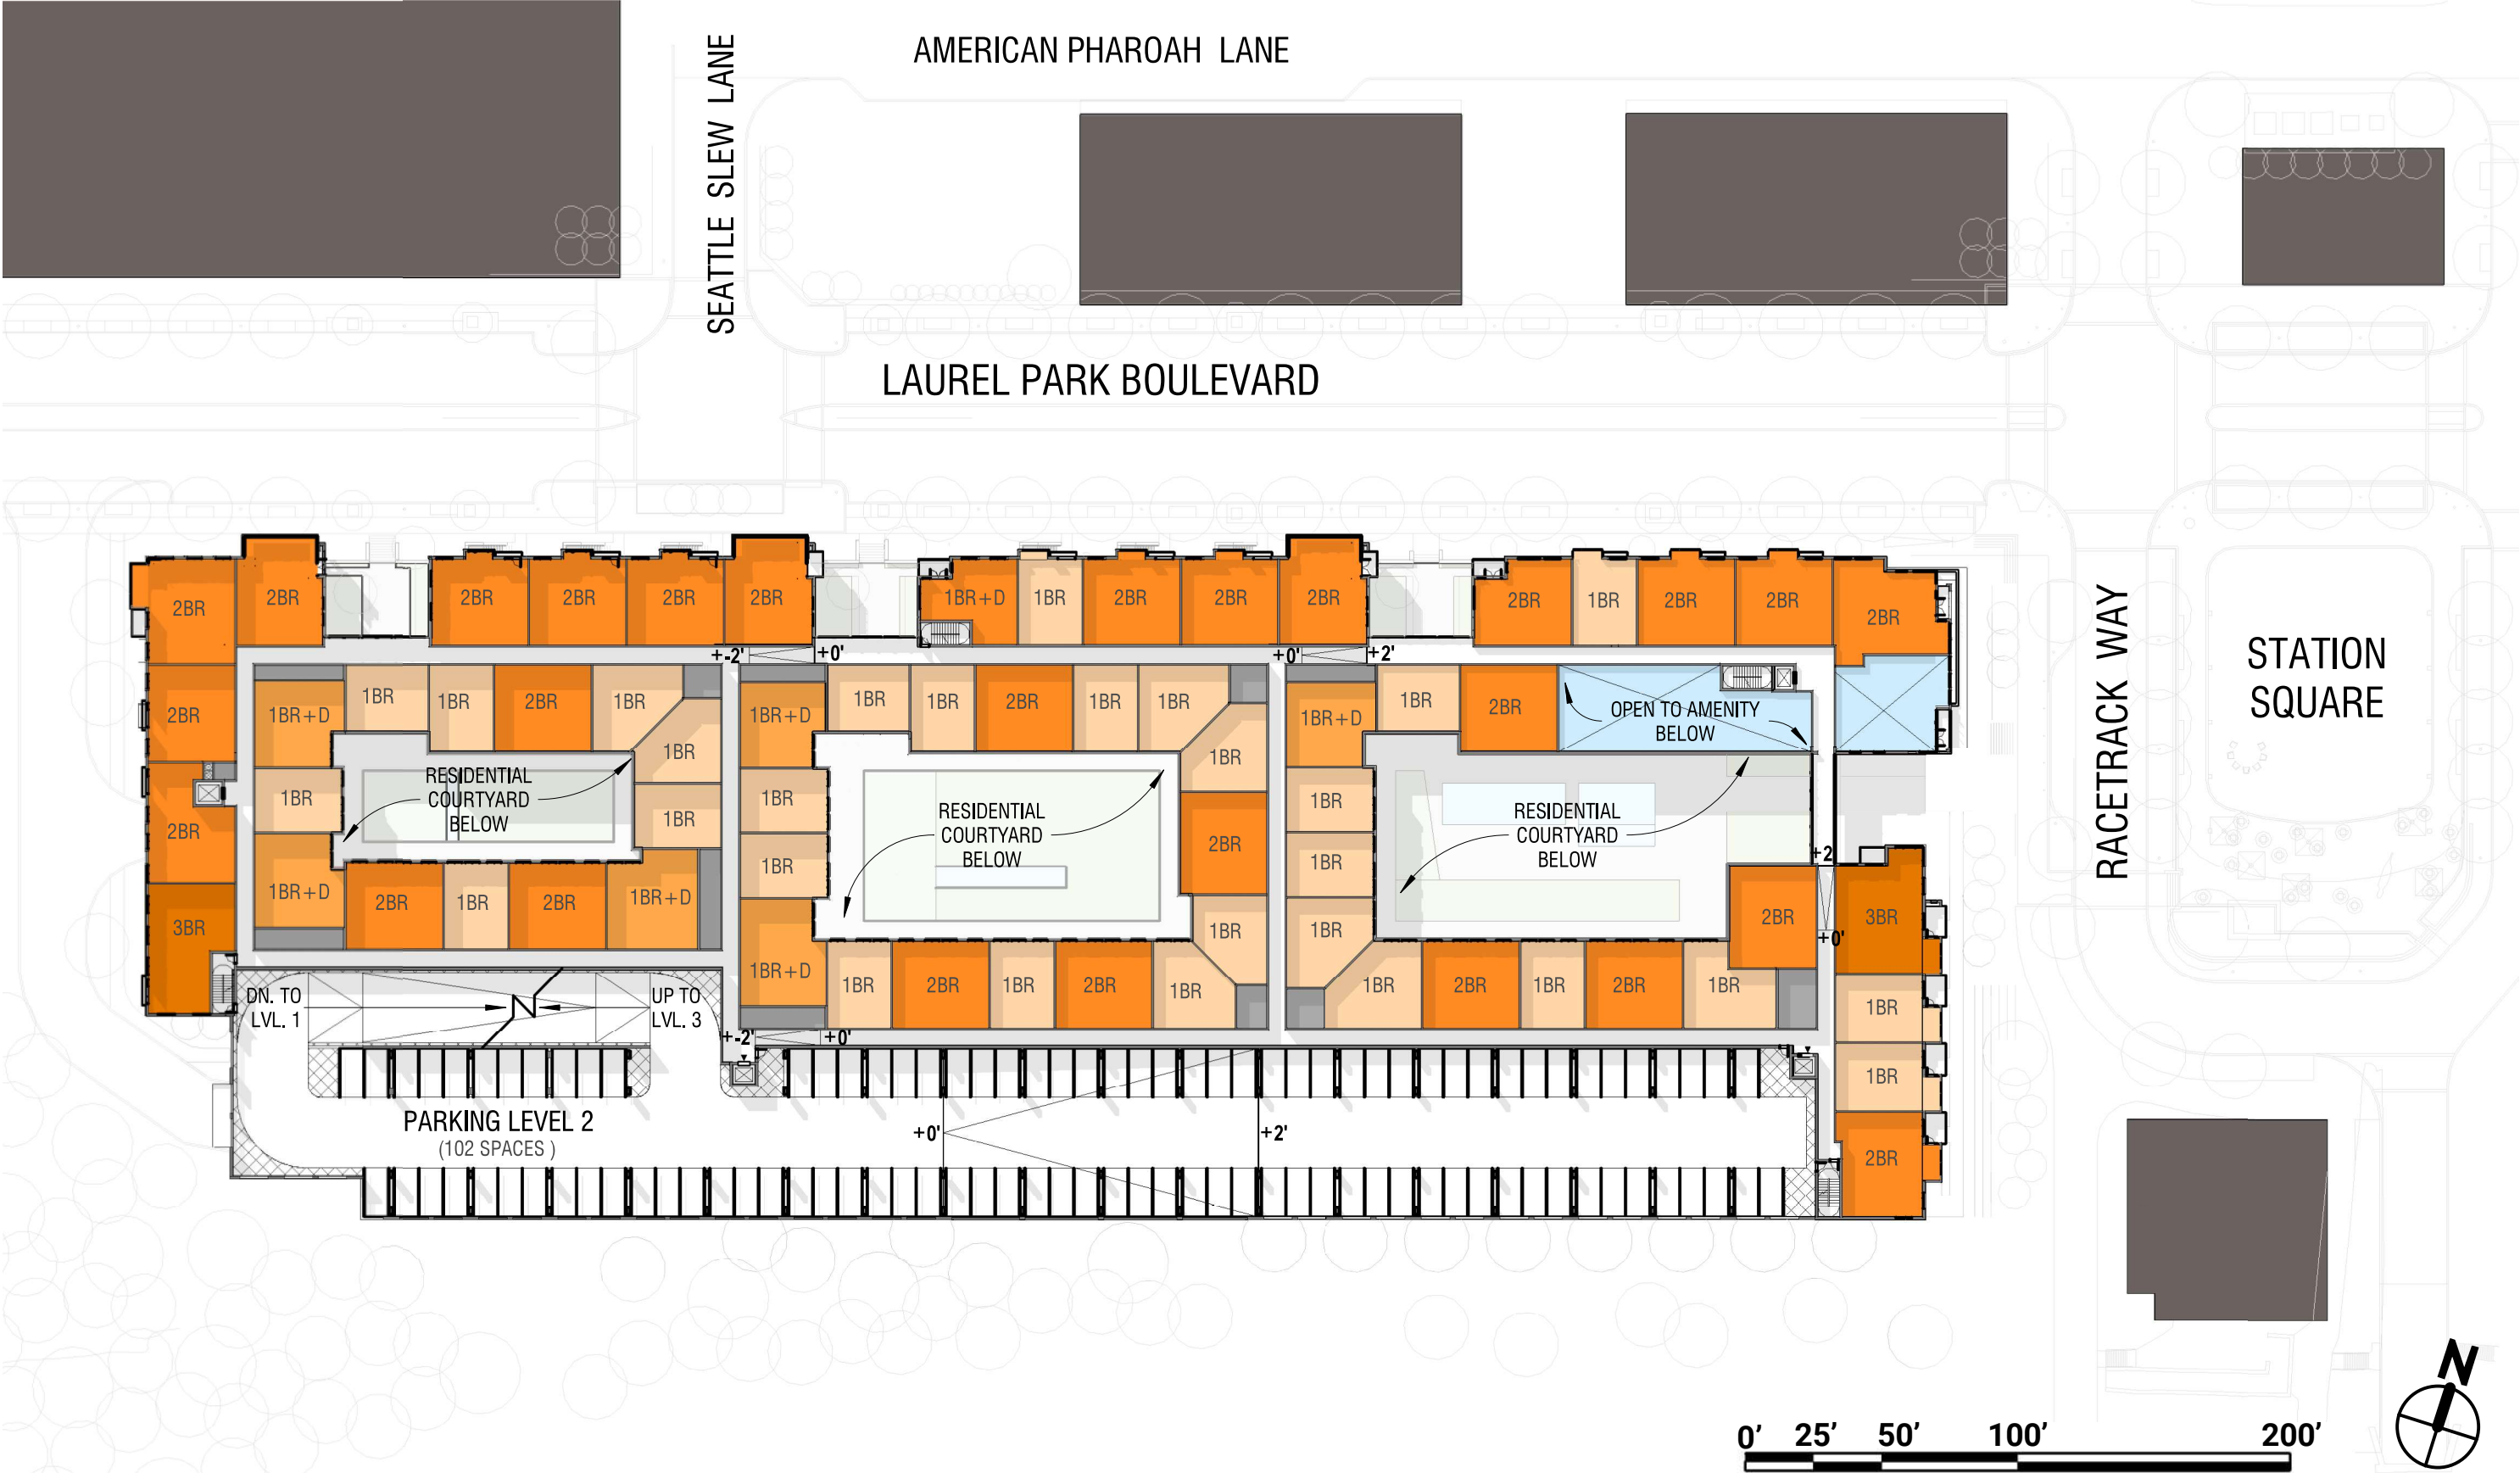 AMERICAN PHAROAH LANE
SEATTLE SLEW LANE
LAUREL PARK BOULEVARD
RACETRACK WAY
STATION
SQUARE
2BR
2BR
2BR
2BR
2BR
2BR
1BR+D
1BR
2BR
2BR
2BR
2BR
1BR
2BR
2BR
2BR
+-2'
+0'
+0'
+2'
2BR
2BR
3BR
1BR+D
1BR
1BR
2BR
1BR
1BR
1BR
1BR
1BR+D
2BR
1BR
2BR
1BR+D
RESIDENTIAL
COURTYARD
BELOW
1BR+D
1BR
1BR
2BR
1BR
1BR
1BR
2BR
1BR
1BR
1BR
1BR+D
1BR
2BR
1BR
2BR
1BR
RESIDENTIAL
COURTYARD
BELOW
1BR+D
1BR
2BR
OPEN TO AMENITY
BELOW
1BR
1BR
1BR
1BR
2BR
1BR
2BR
1BR
2BR
RESIDENTIAL
COURTYARD
BELOW
+2
+0'
3BR
1BR
1BR
2BR
DN. TO
LVL. 1
N
UP TO
LVL. 3
+-2'
+0'
PARKING LEVEL 2
(102 SPACES )
+0'
+2'
N
0' 25' 50' 100' 200'